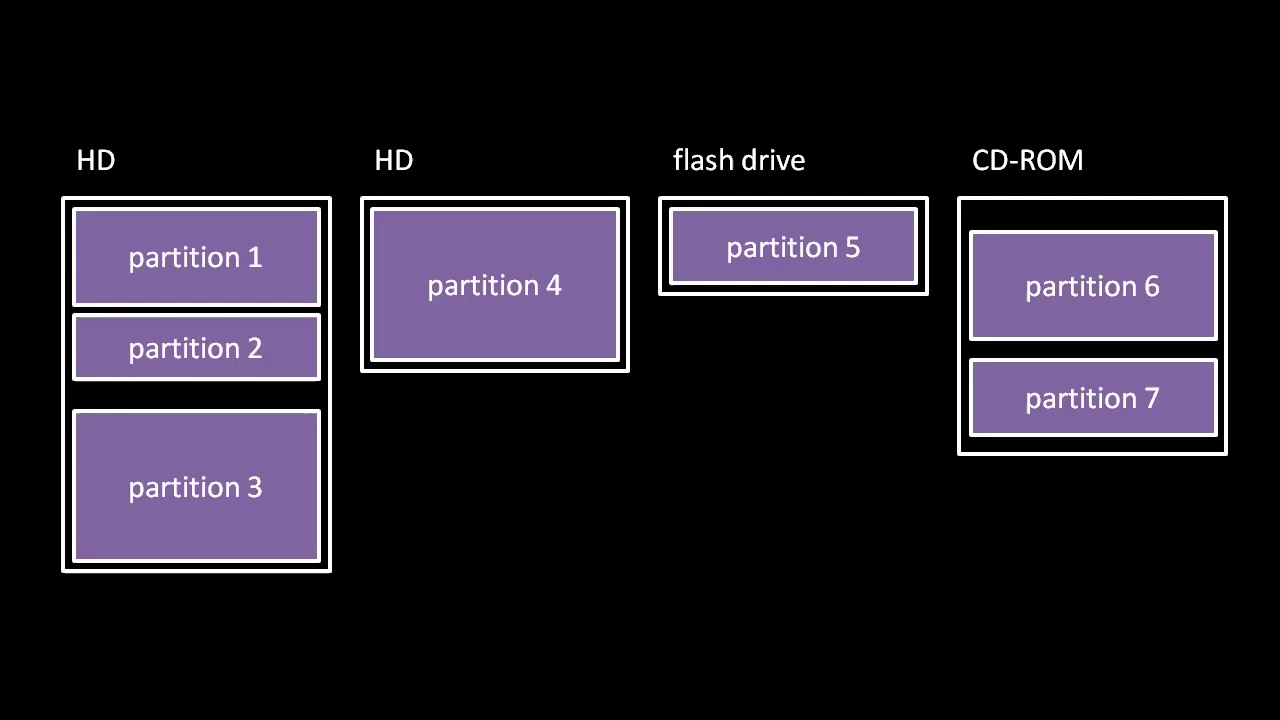 HD
partition 1
partition 2
partition 3
HD
partition 4
flash drive
partition 5
CD-ROM
partition 6
partition 7